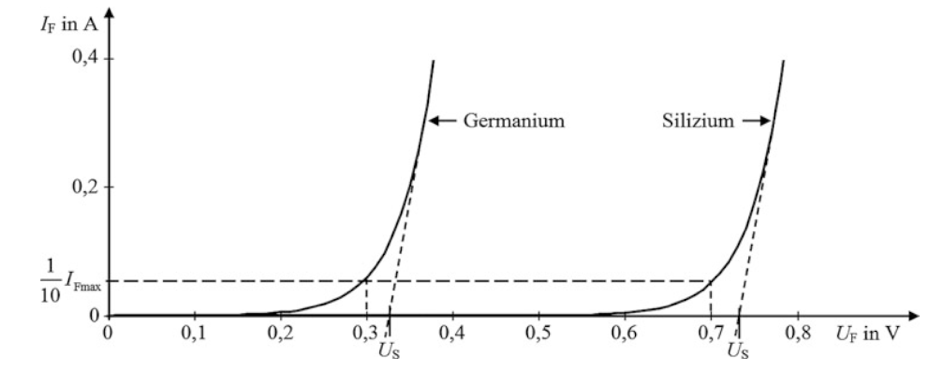 I_F in A
0,4
Germanium
Silizium
0,2
1/10 I_Fmax
0
0 0,1 0,2 0,3 0,4 0,5 0,6 0,7 0,8 U_F in V
U_S U_S